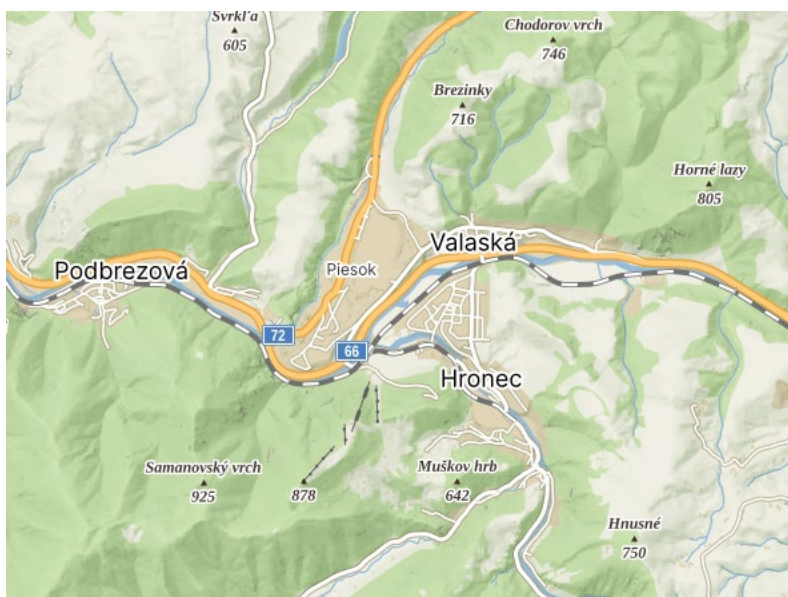 Svrkľa
605
Chodorov vrch
746
Brezinky
716
Horné lazy
805
Valaská
Podbrezová
Piesok
72
66
Hronec
Samanovský vrch
925
878
Muškov hrb
642
Hnusné
750